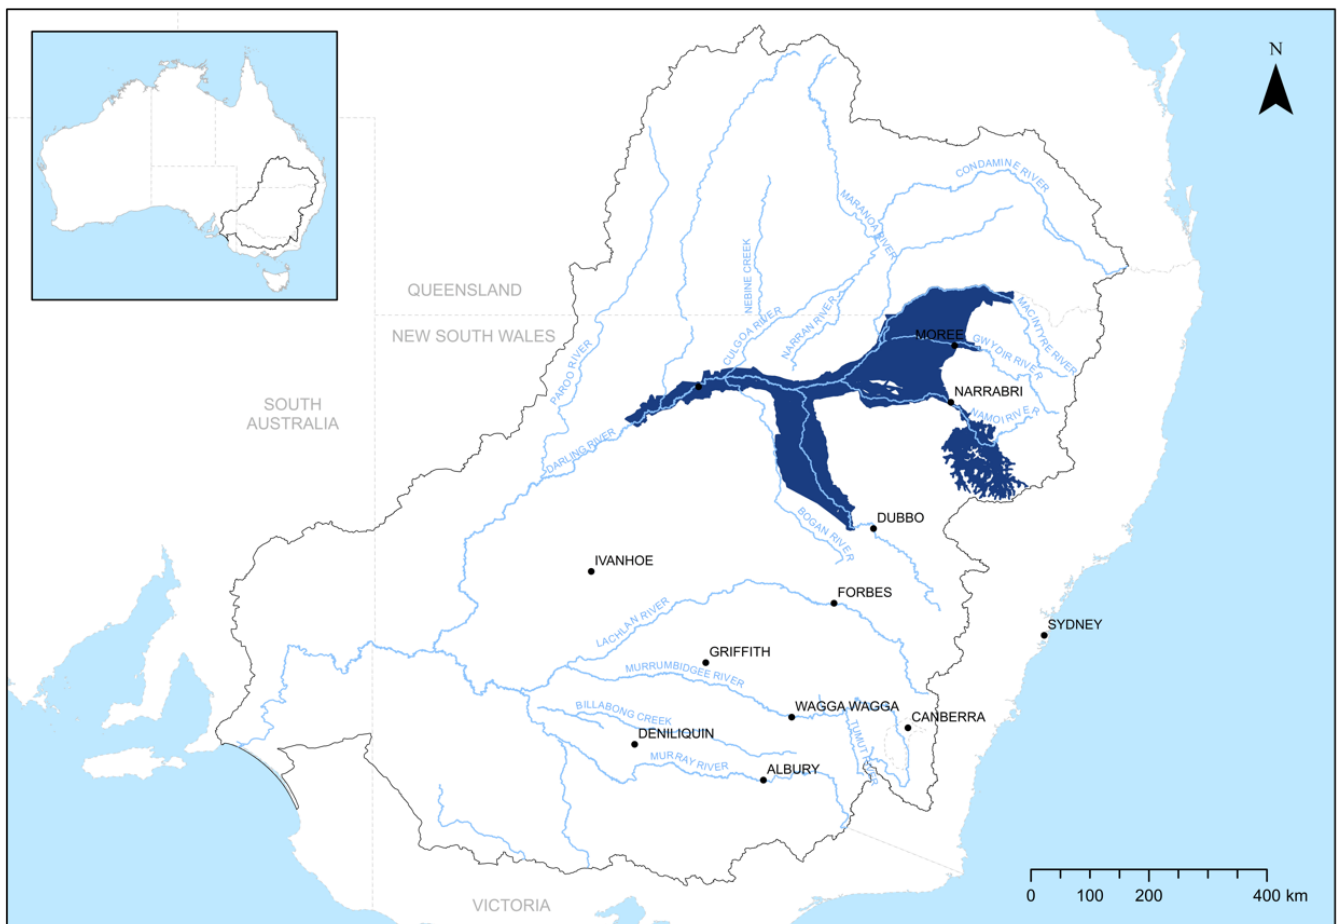 N
CONDAMINE RIVER
MARANOA RIVER
NEBINE CREEK
QUEENSLAND
NEW SOUTH WALES
CULGOA RIVER
NARRAN RIVER
MACINTYRE RIVER
MOREE
GWYDIR RIVER
PAROO RIVER
NARRABRI
NAMOI RIVER
SOUTH
AUSTRALIA
DARLING RIVER
BOGAN RIVER
DUBBO
IVANHOE
FORBES
LACHLAN RIVER
SYDNEY
GRIFFITH
MURRUMBIDGEE RIVER
WAGGA WAGGA
BILLABONG CREEK
CANBERRA
DENILIQUIN
TUMUT RIVER
MURRAY RIVER
ALBURY
VICTORIA
0 100 200 400 km